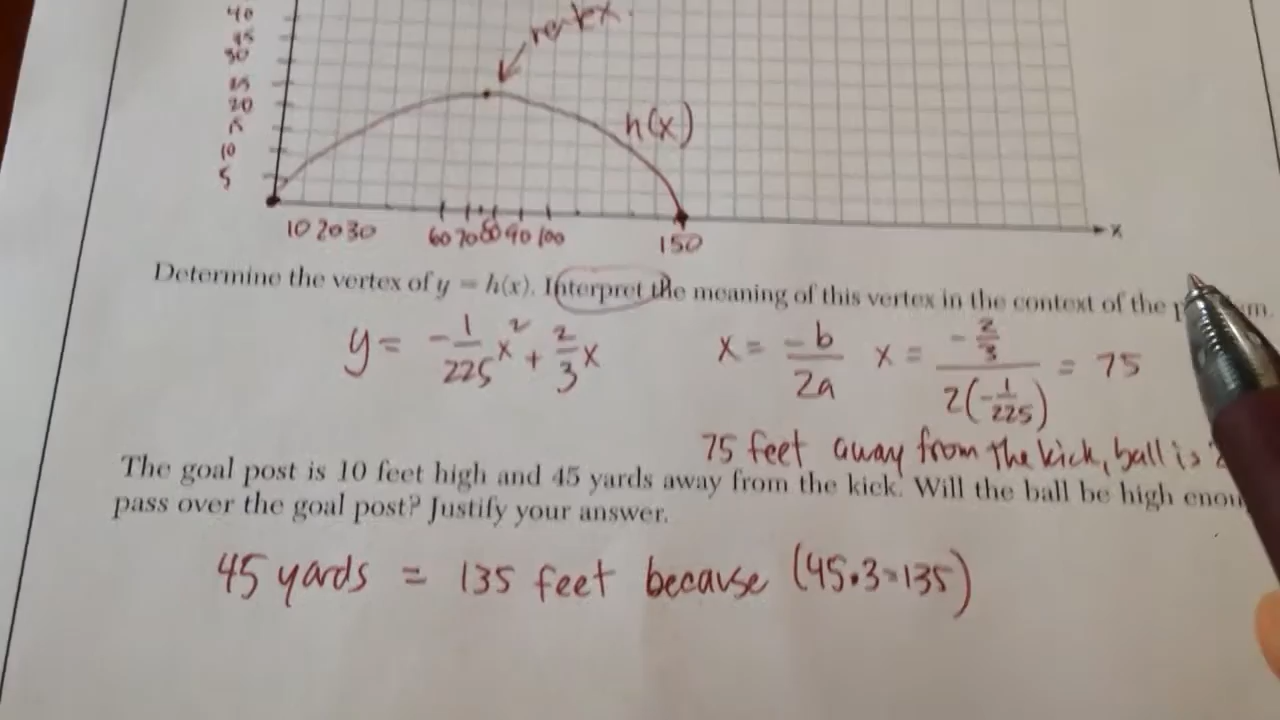 40
35
30
25
20
15
10
5
vertex.
h(x)
10 20 30 60 70 80 90 100 150 x
Determine the vertex of y = h(x). Interpret the meaning of this vertex in the context of the
y = -1/225 x² + 2/3 x x = -b/2a x = -2/3 / 2(-1/225) = 75
75 feet away from the kick, ball is
The goal post is 10 feet high and 45 yards away from the kick. Will the ball be high
pass over the goal post? Justify your answer.
45 yards = 135 feet because (45•3=135)